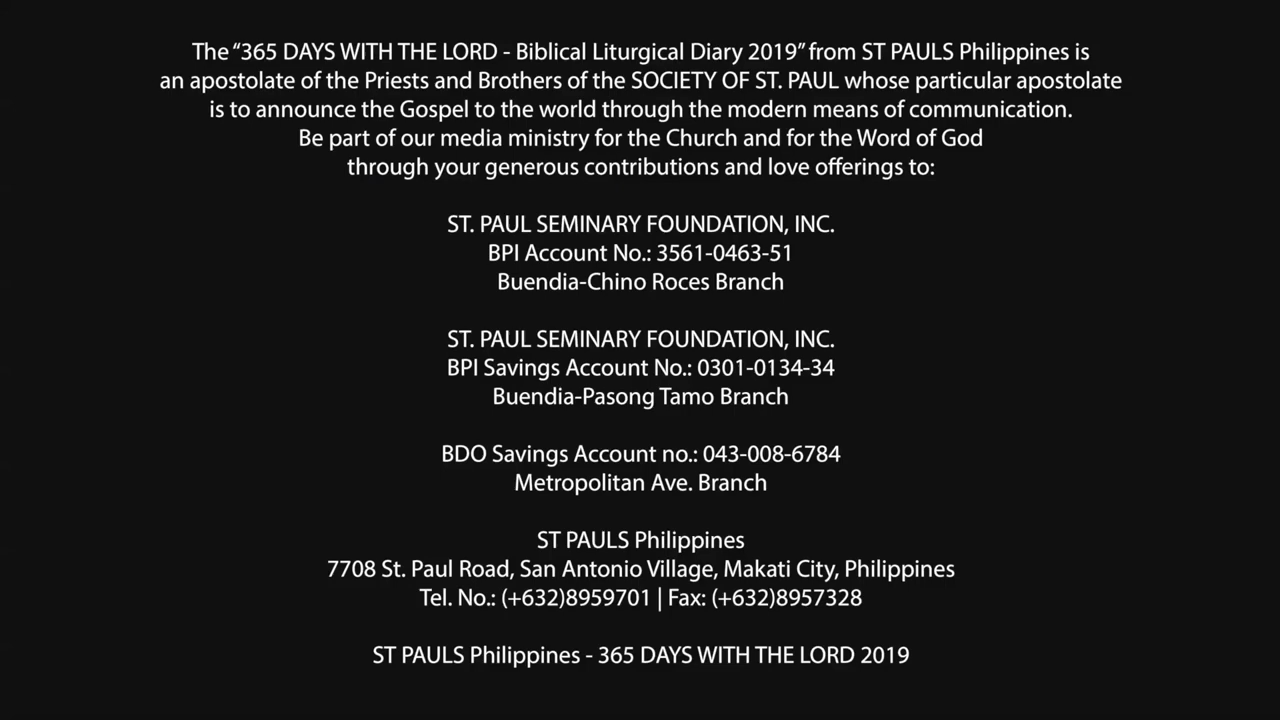 The “365 DAYS WITH THE LORD - Biblical Liturgical Diary 2019” from ST PAULS Philippines is
an apostolate of the Priests and Brothers of the SOCIETY OF ST. PAUL whose particular apostolate
is to announce the Gospel to the world through the modern means of communication.
Be part of our media ministry for the Church and for the Word of God
through your generous contributions and love offerings to:
ST. PAUL SEMINARY FOUNDATION, INC.
BPI Account No.: 3561-0463-51
Buendia-Chino Roces Branch
ST. PAUL SEMINARY FOUNDATION, INC.
BPI Savings Account No.: 0301-0134-34
Buendia-Pasong Tamo Branch
BDO Savings Account no.: 043-008-6784
Metropolitan Ave. Branch
ST PAULS Philippines
7708 St. Paul Road, San Antonio Village, Makati City, Philippines
Tel. No.: (+632)8959701 | Fax: (+632)8957328
ST PAULS Philippines - 365 DAYS WITH THE LORD 2019